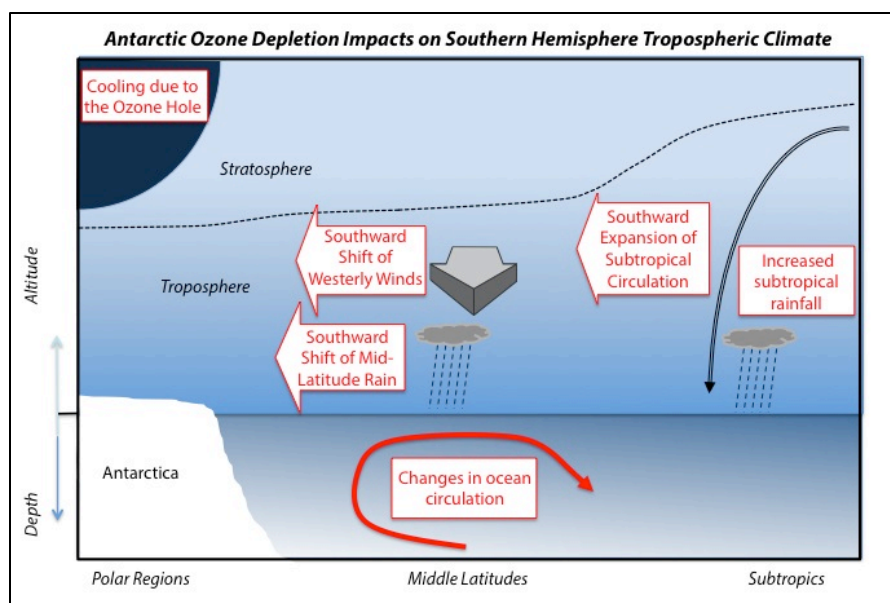 Antarctic Ozone Depletion Impacts on Southern Hemisphere Tropospheric Climate
Cooling due to
the Ozone Hole
Stratosphere
Southward
Shift of
Westerly Winds
Southward
Expansion of
Subtropical
Circulation
Increased
subtropical
rainfall
Altitude
Troposphere
Southward
Shift of Mid-
Latitude Rain
Antarctica
Changes in ocean
circulation
Depth
Polar Regions
Middle Latitudes
Subtropics